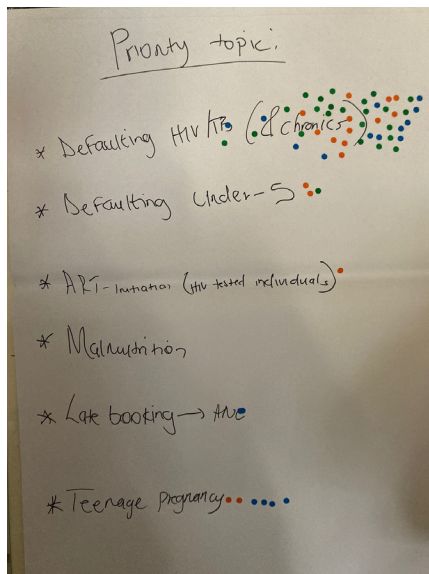 Priority topic:
* Defaulting HIV/TB (& chronics)
* Defaulting Under-5
* ART-Initiation (HIV tested individuals)
* Malnutrition
* Late booking → ANC
* Teenage Pregnancy